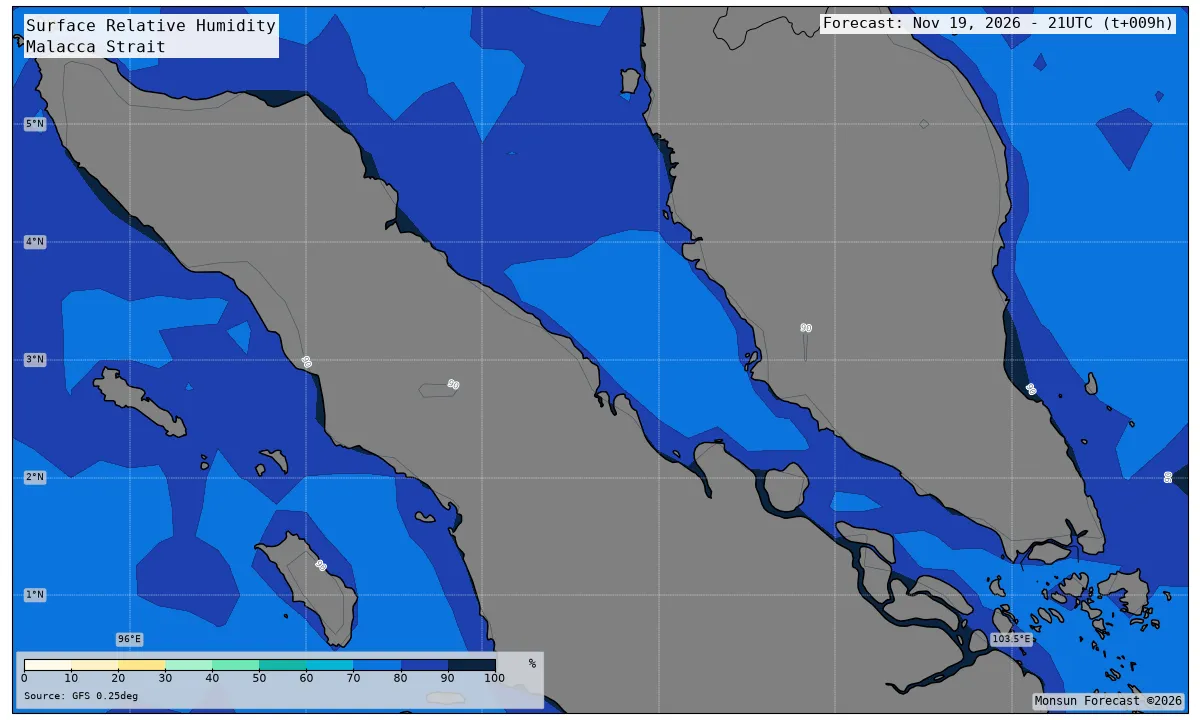 Surface Relative Humidity
Malacca Strait
Forecast: Nov 19, 2026 - 21UTC (t+009h)
5°N
4°N
3°N
2°N
1°N
96°E
103.5°E
90
90
90
90
90
90
%
0 10 20 30 40 50 60 70 80 90 100
Source: GFS 0.25deg
Monsun Forecast ©2026